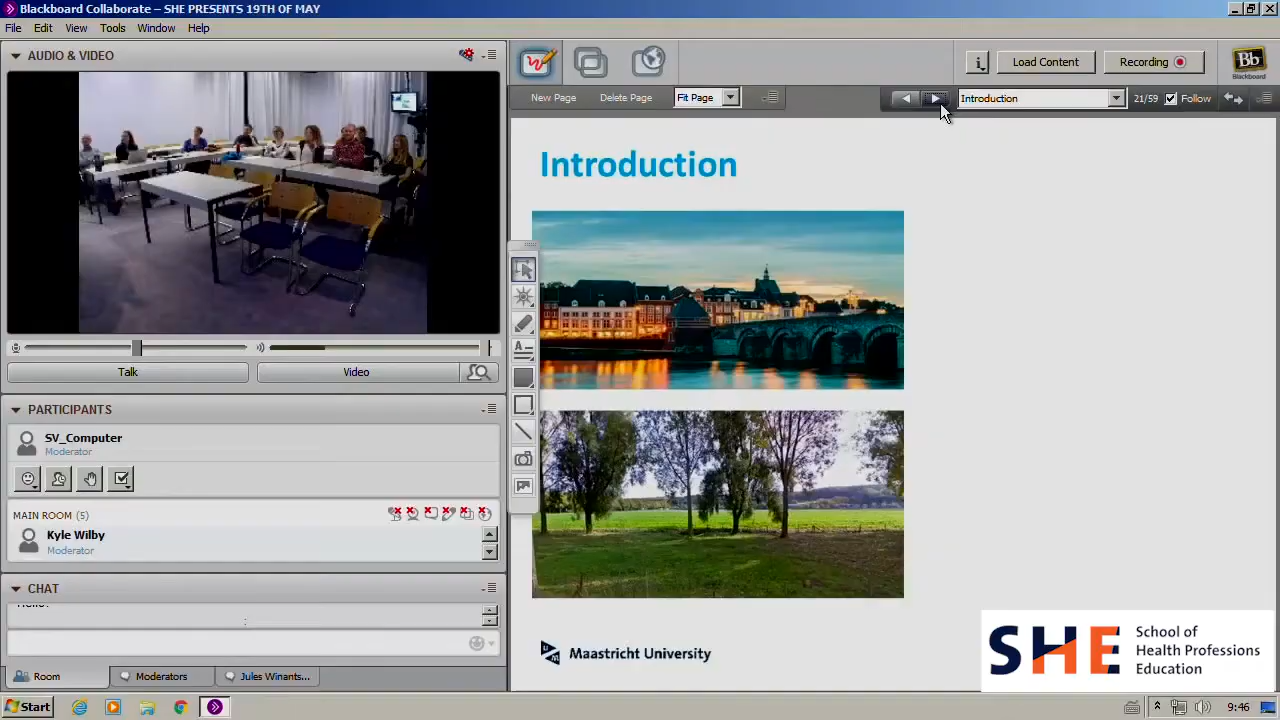 Blackboard Collaborate – SHE PRESENTS 19TH OF MAY
File Edit View Tools Window Help
AUDIO & VIDEO
Talk
Video
PARTICIPANTS
SV_Computer
Moderator
MAIN ROOM (5)
Kyle Wilby
Moderator
CHAT
:
Room
Moderators
Jules Winants...
i
Load Content
Recording
Bb
Blackboard
New Page
Delete Page
Fit Page
Introduction
21/59
Follow
Introduction
Maastricht University
SHE
School of
Health Professions
Education
Start
9:46